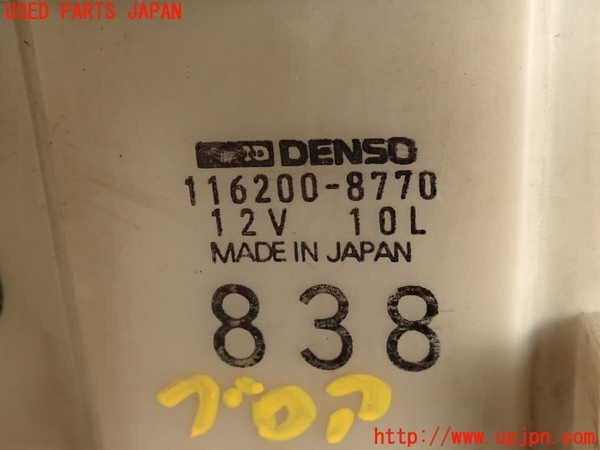 USED PARTS JAPAN
DENSO
116200-8770
12V 10L
MADE IN JAPAN
838
ブロア
http://www.upjpn.com/